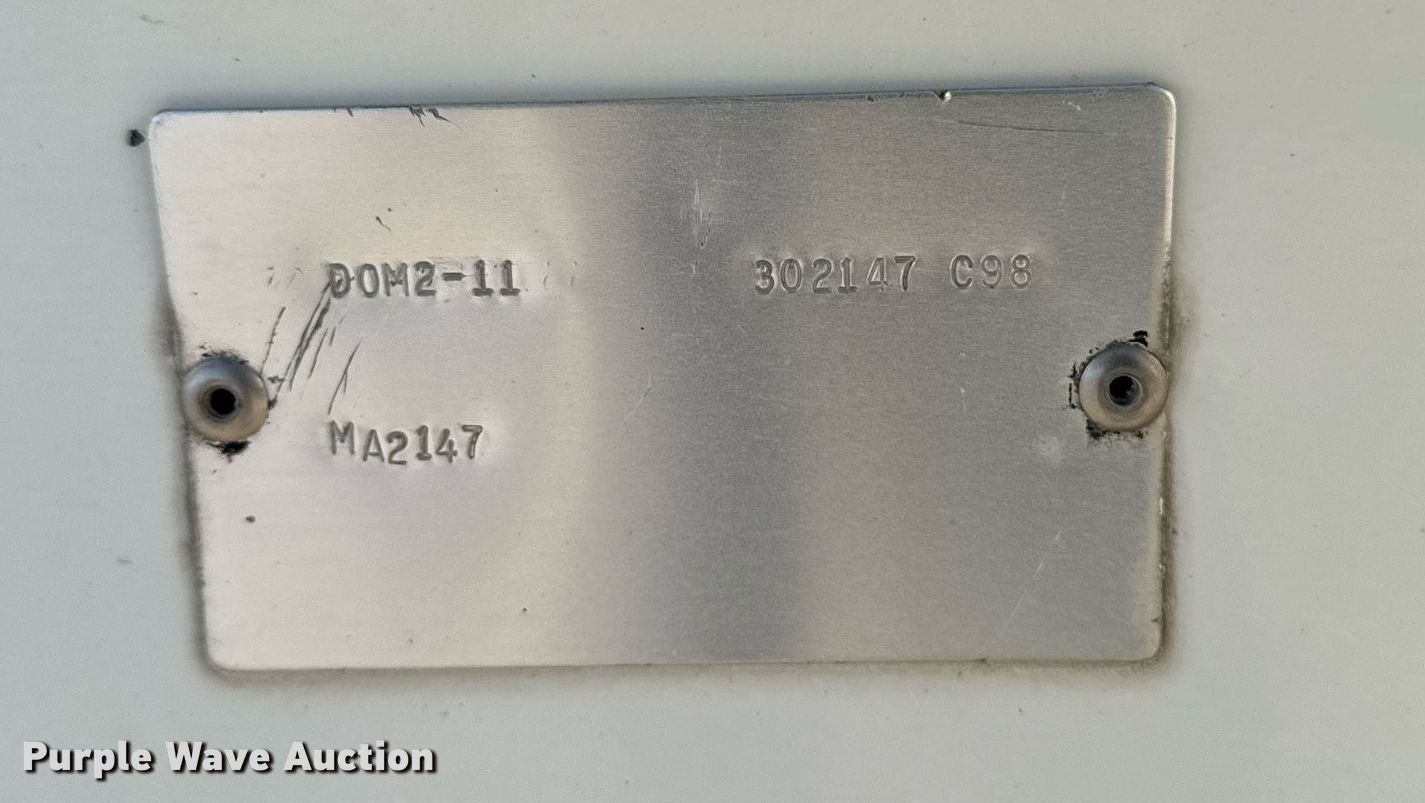 DOM2-11 302147 C98
MA2147
Purple Wave Auction